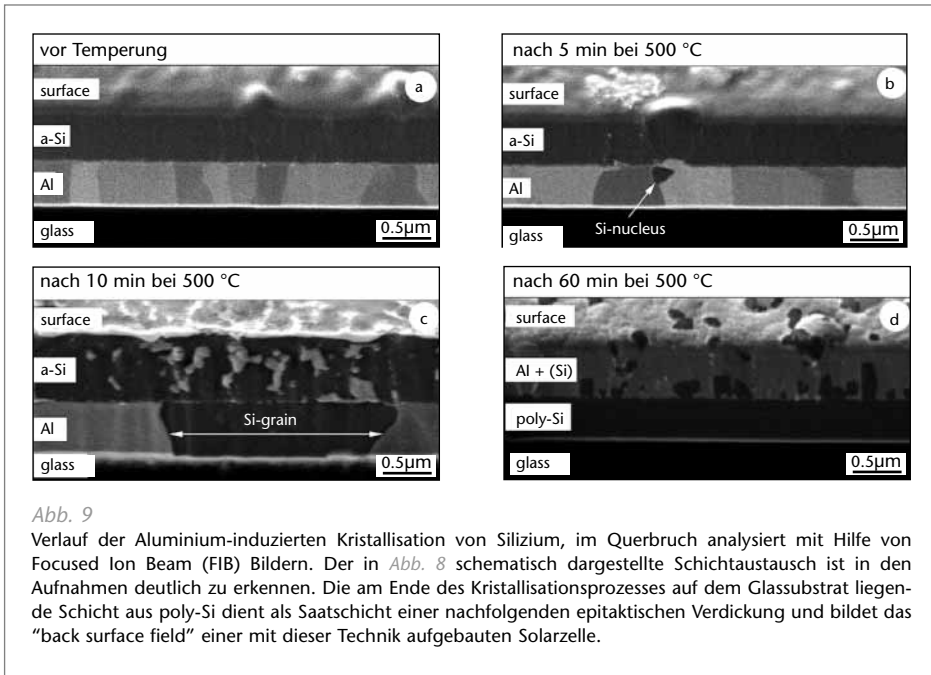 vor Temperung
surface
a
a-Si
Al
glass
0.5µm
nach 5 min bei 500 °C
surface
b
a-Si
Al
Si-nucleus
glass
0.5µm
nach 10 min bei 500 °C
surface
c
a-Si
Si-grain
Al
glass
0.5µm
nach 60 min bei 500 °C
surface
d
Al + (Si)
poly-Si
glass
0.5µm
Abb. 9
Verlauf der Aluminium-induzierten Kristallisation von Silizium, im Querbruch analysiert mit Hilfe von
Focused Ion Beam (FIB) Bildern. Der in Abb. 8 schematisch dargestellte Schichtaustausch ist in den
Aufnahmen deutlich zu erkennen. Die am Ende des Kristallisationsprozesses auf dem Glassubstrat liegen-
de Schicht aus poly-Si dient als Saatschicht einer nachfolgenden epitaktischen Verdickung und bildet das
“back surface field” einer mit dieser Technik aufgebauten Solarzelle.